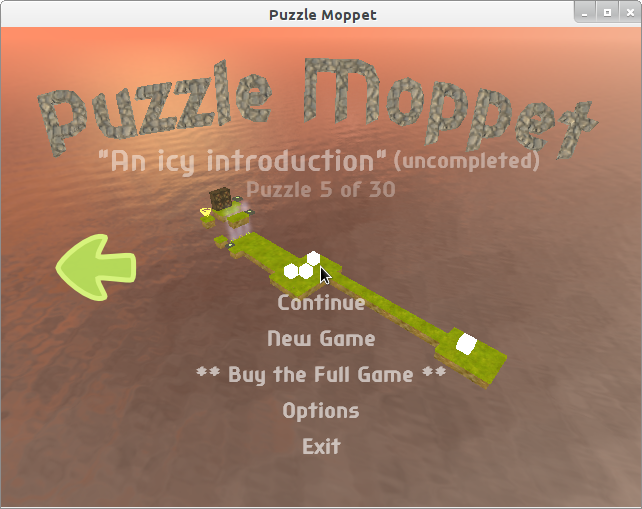 Puzzle Moppet
Puzzle Moppet
"An icy introduction" (uncompleted)
Puzzle 5 of 30
Continue
New Game
** Buy the Full Game **
Options
Exit